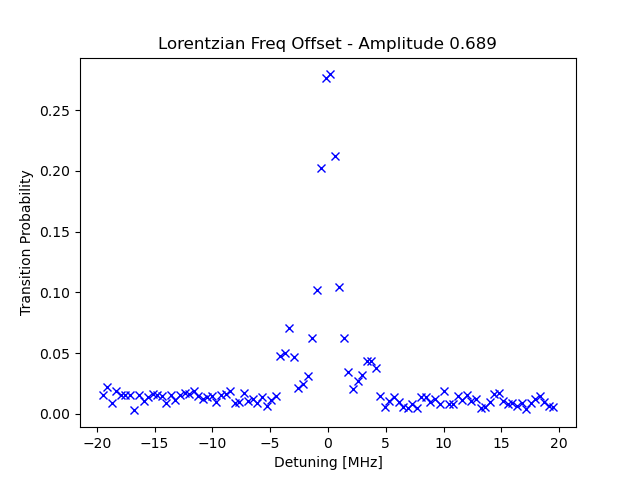 Lorentzian Freq Offset - Amplitude 0.689
Transition Probability
0.25
0.20
0.15
0.10
0.05
0.00
−20 −15 −10 −5 0 5 10 15 20
Detuning [MHz]